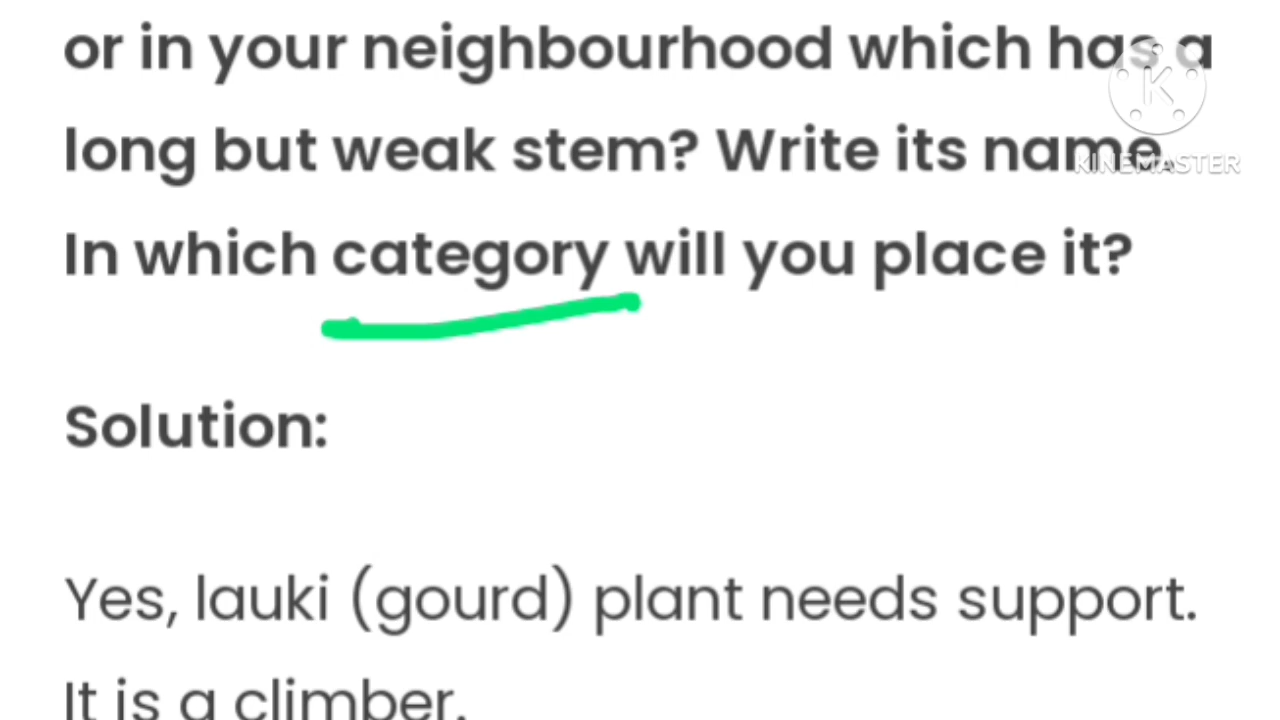 or in your neighbourhood which has a
long but weak stem? Write its name.
KINEMASTER
In which category will you place it?
Solution:
Yes, lauki (gourd) plant needs support.
It is a climber.